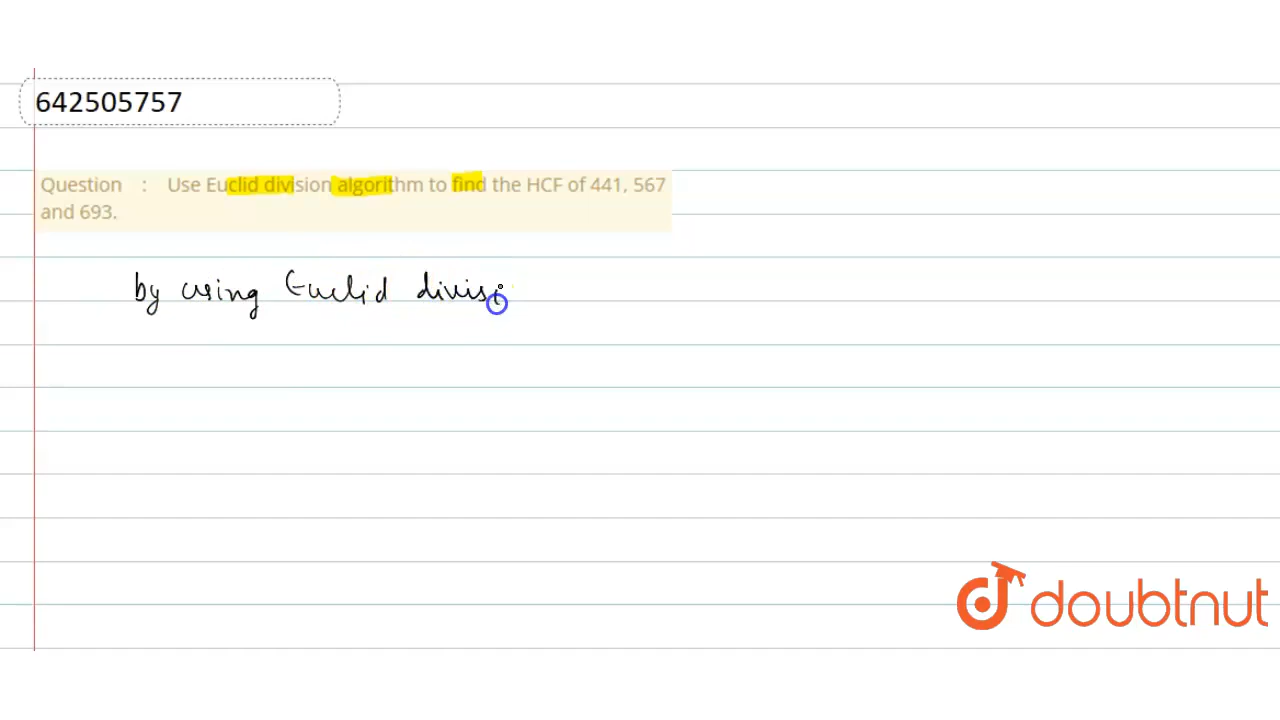 642505757
Question : Use Euclid division algorithm to find the HCF of 441, 567
and 693.
by using Euclid divisi
doubtnut